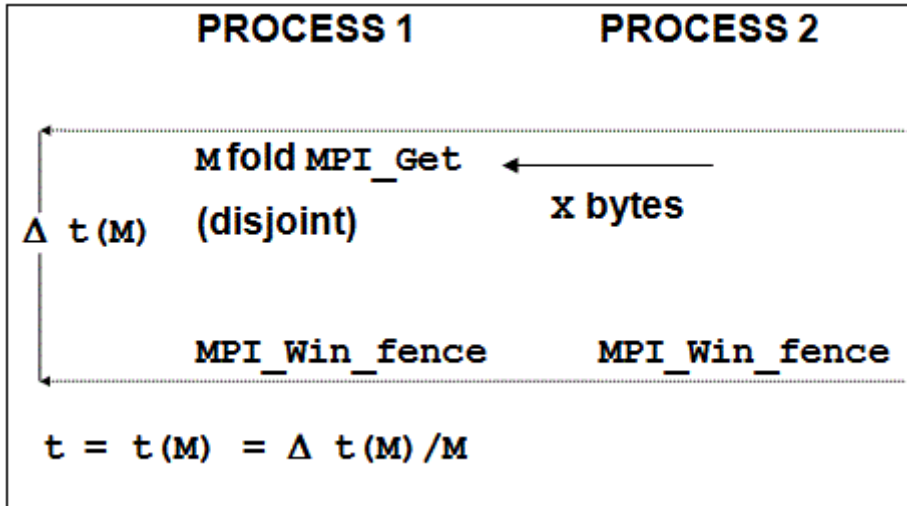 PROCESS 1 PROCESS 2
M fold MPI_Get
(disjoint)
x bytes
Δ t(M)
MPI_Win_fence MPI_Win_fence
t = t(M) = Δ t(M)/M